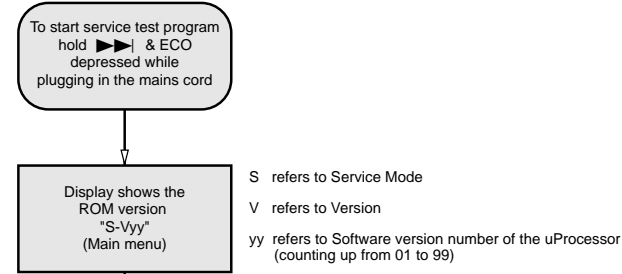 To start service test program
hold ▶▶| & ECO
depressed while
plugging in the mains cord
Display shows the
ROM version
"S-Vyy"
(Main menu)
S refers to Service Mode
V refers to Version
yy refers to Software version number of the uProcessor
(counting up from 01 to 99)